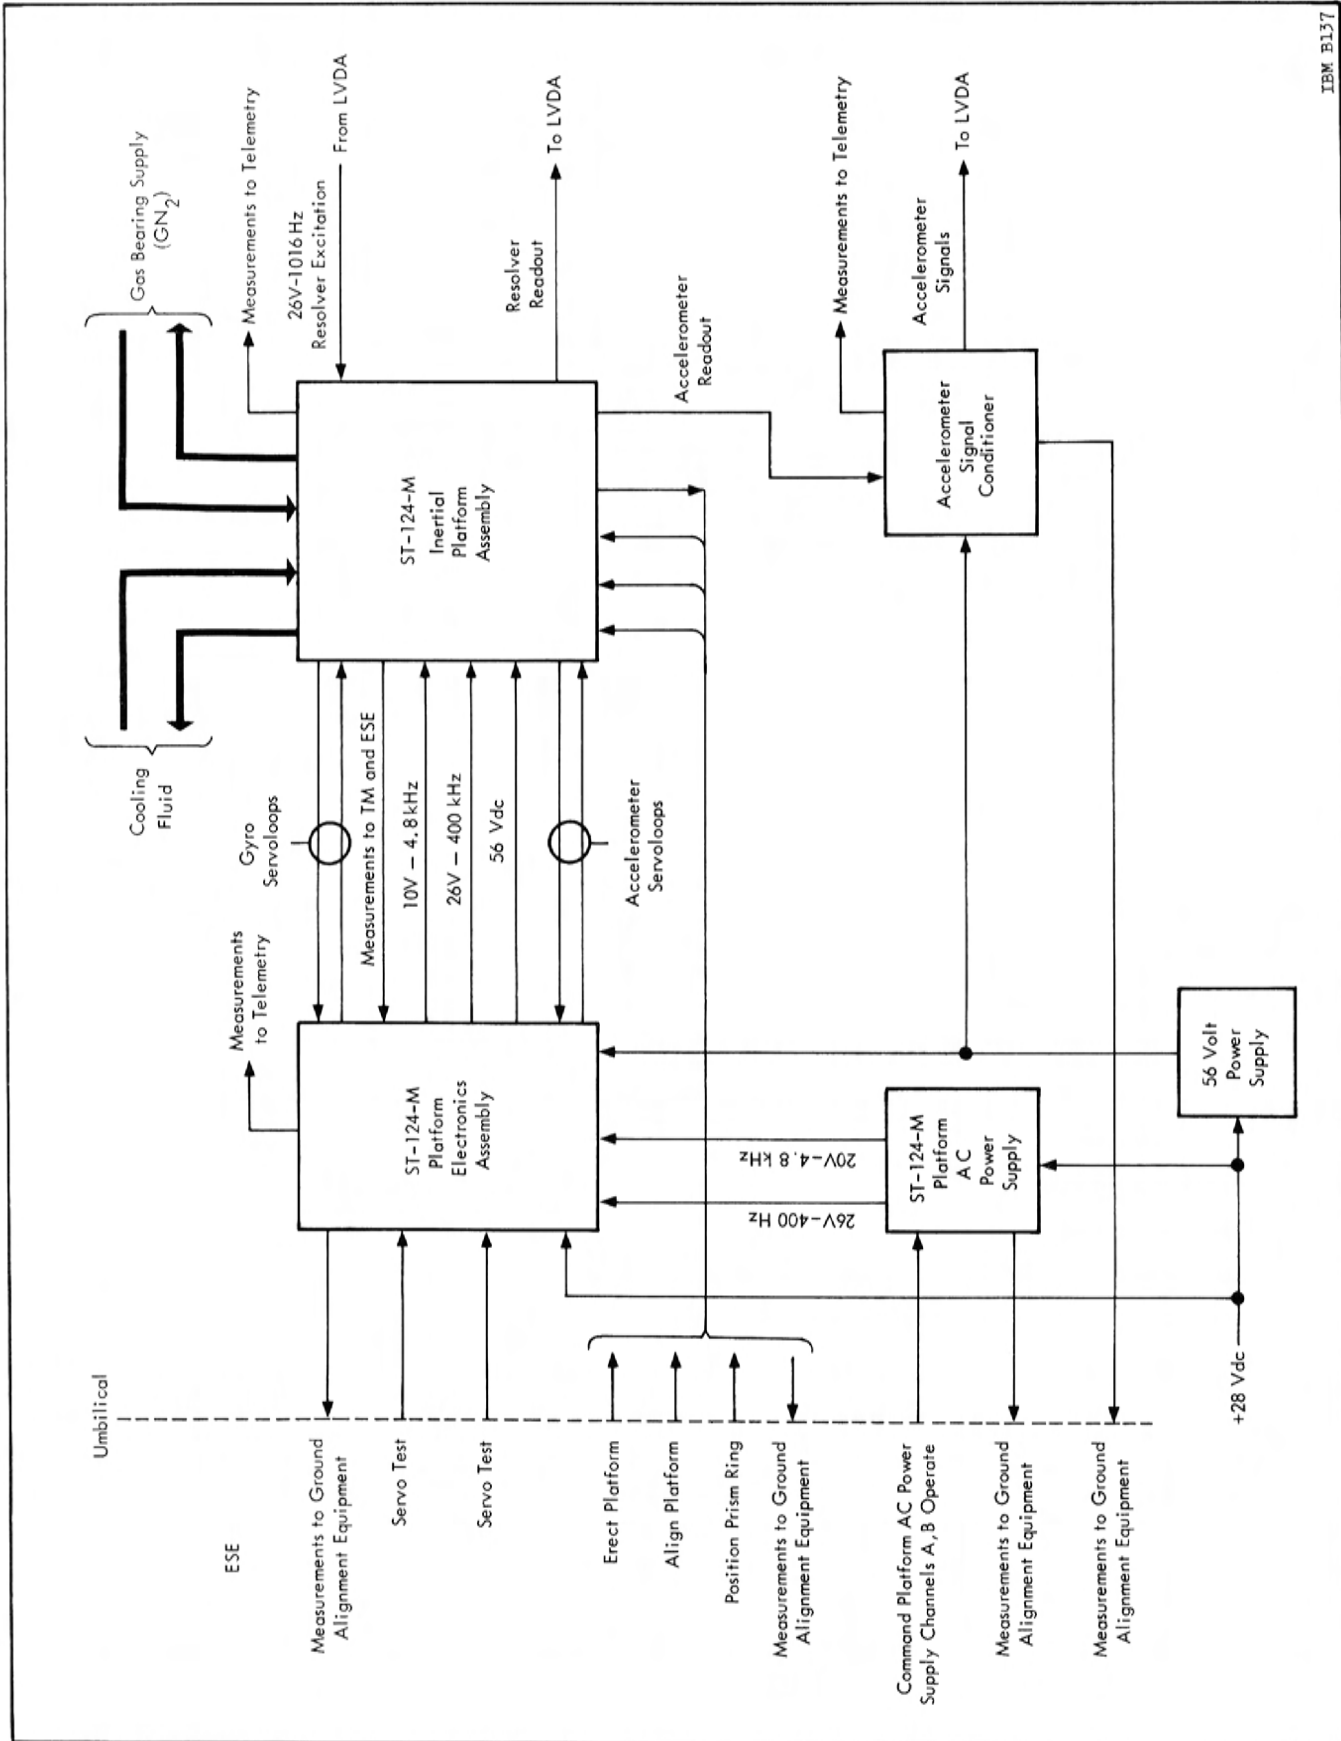 Umbilical
ESE
Measurements to Ground
Alignment Equipment
Servo Test
Servo Test
Erect Platform
Align Platform
Position Prism Ring
Measurements to Ground
Alignment Equipment
Command Platform AC Power
Supply Channels A,B Operate
Measurements to Ground
Alignment Equipment
Measurements to Ground
Alignment Equipment
+28 Vdc
Measurements
to Telemetry
ST-124-M
Platform
Electronics
Assembly
26V-400 Hz
20V-4.8 kHz
ST-124-M
Platform
AC
Power
Supply
56 Volt
Power
Supply
Cooling
Fluid
Gyro
Servoloops
Measurements to TM and ESE
10V – 4.8kHz
26V – 400 kHz
56 Vdc
Accelerometer
Servoloops
Gas Bearing Supply
(GN2)
Measurements to Telemetry
26V-1016Hz
Resolver Excitation
From LVDA
ST-124-M
Inertial
Platform
Assembly
Resolver
Readout
To LVDA
Accelerometer
Readout
Measurements to Telemetry
Accelerometer
Signal
Conditioner
Accelerometer
Signals
To LVDA
IBM B137